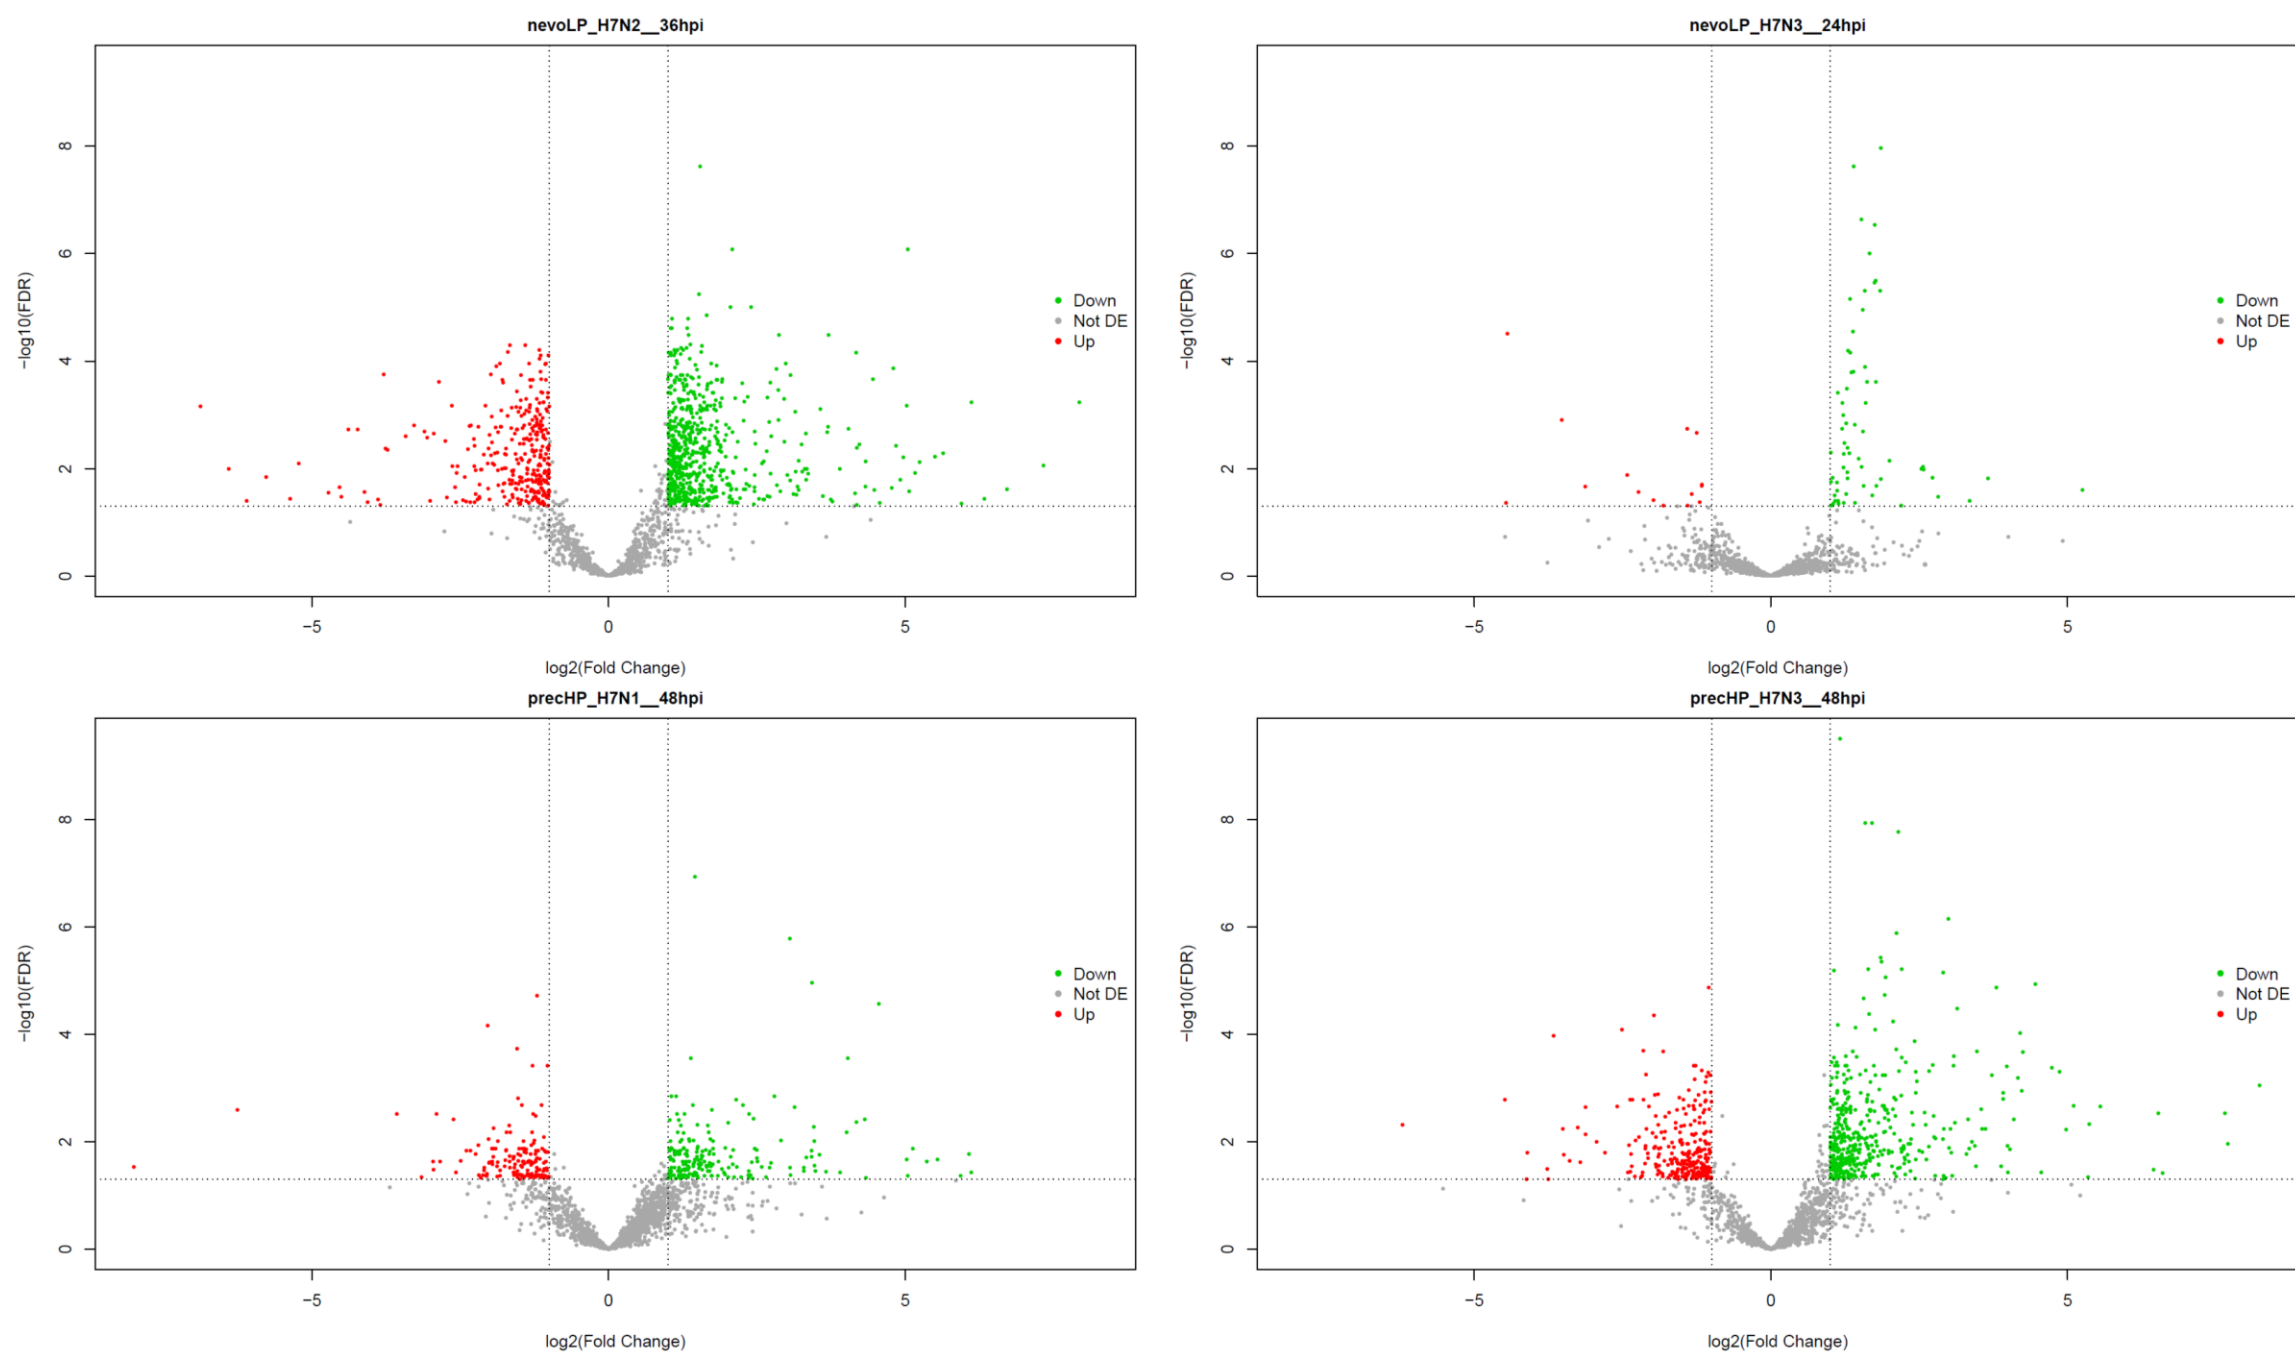 nevoLP_H7N2__36hpi
−log10(FDR)
8
6
4
2
0
−5
0
5
log2(Fold Change)
Down
Not DE
Up
nevoLP_H7N3__24hpi
−log10(FDR)
8
6
4
2
0
−5
0
5
log2(Fold Change)
Down
Not DE
Up
precHP_H7N1__48hpi
−log10(FDR)
8
6
4
2
0
−5
0
5
log2(Fold Change)
Down
Not DE
Up
precHP_H7N3__48hpi
−log10(FDR)
8
6
4
2
0
−5
0
5
log2(Fold Change)
Down
Not DE
Up